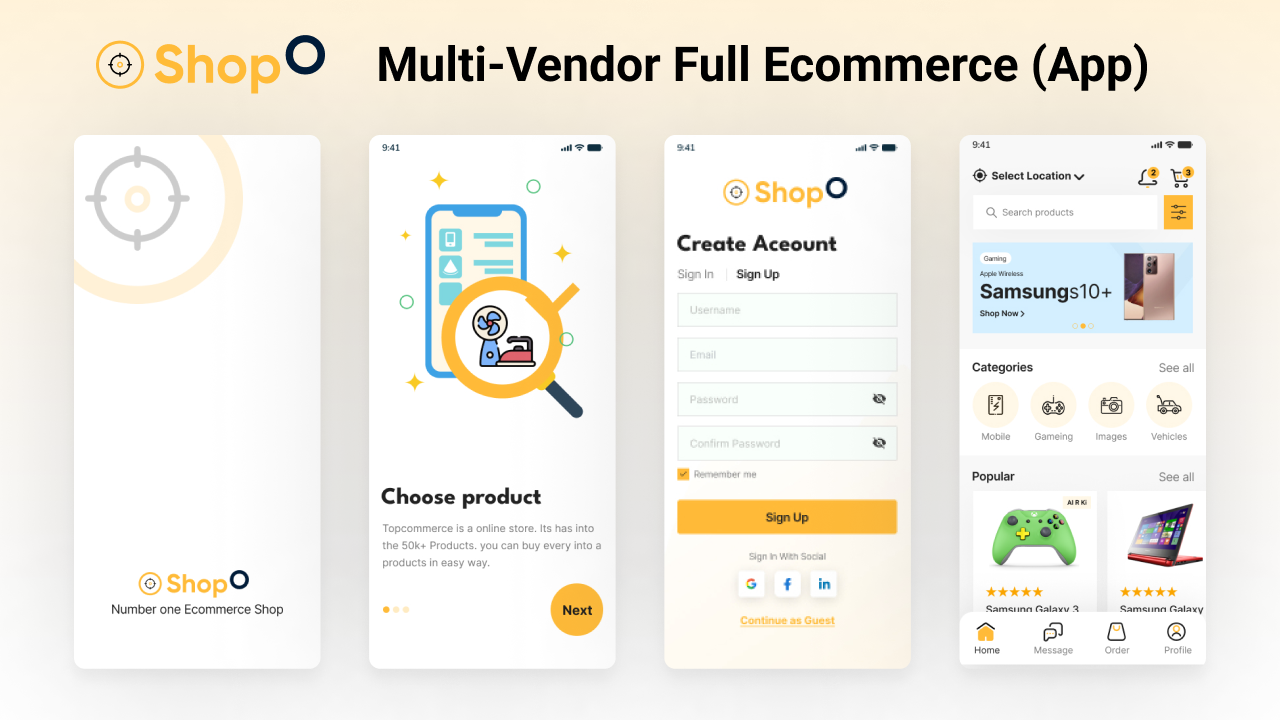 ShopO
Multi-Vendor Full Ecommerce (App)
ShopO
Number one Ecommerce Shop
9:41
Choose product
Topcommerce is a online store. Its has into
the 50k+ Products. you can buy every into a
products in easy way.
Next
9:41
ShopO
Create Aceount
Sign In
Sign Up
Username
Email
Password
Confirm Password
Remember me
Sign Up
Sign In With Social
G
f
in
Continue as Guest
9:41
Select Location
2
3
Search products
Gaming
Apple Wireless
Samsungs10+
Shop Now
Categories
See all
Mobile
Gameing
Images
Vehicles
Popular
See all
AI R Ki
Samsung Galaxy 3
Samsung Galaxy
Home
Message
Order
Profile